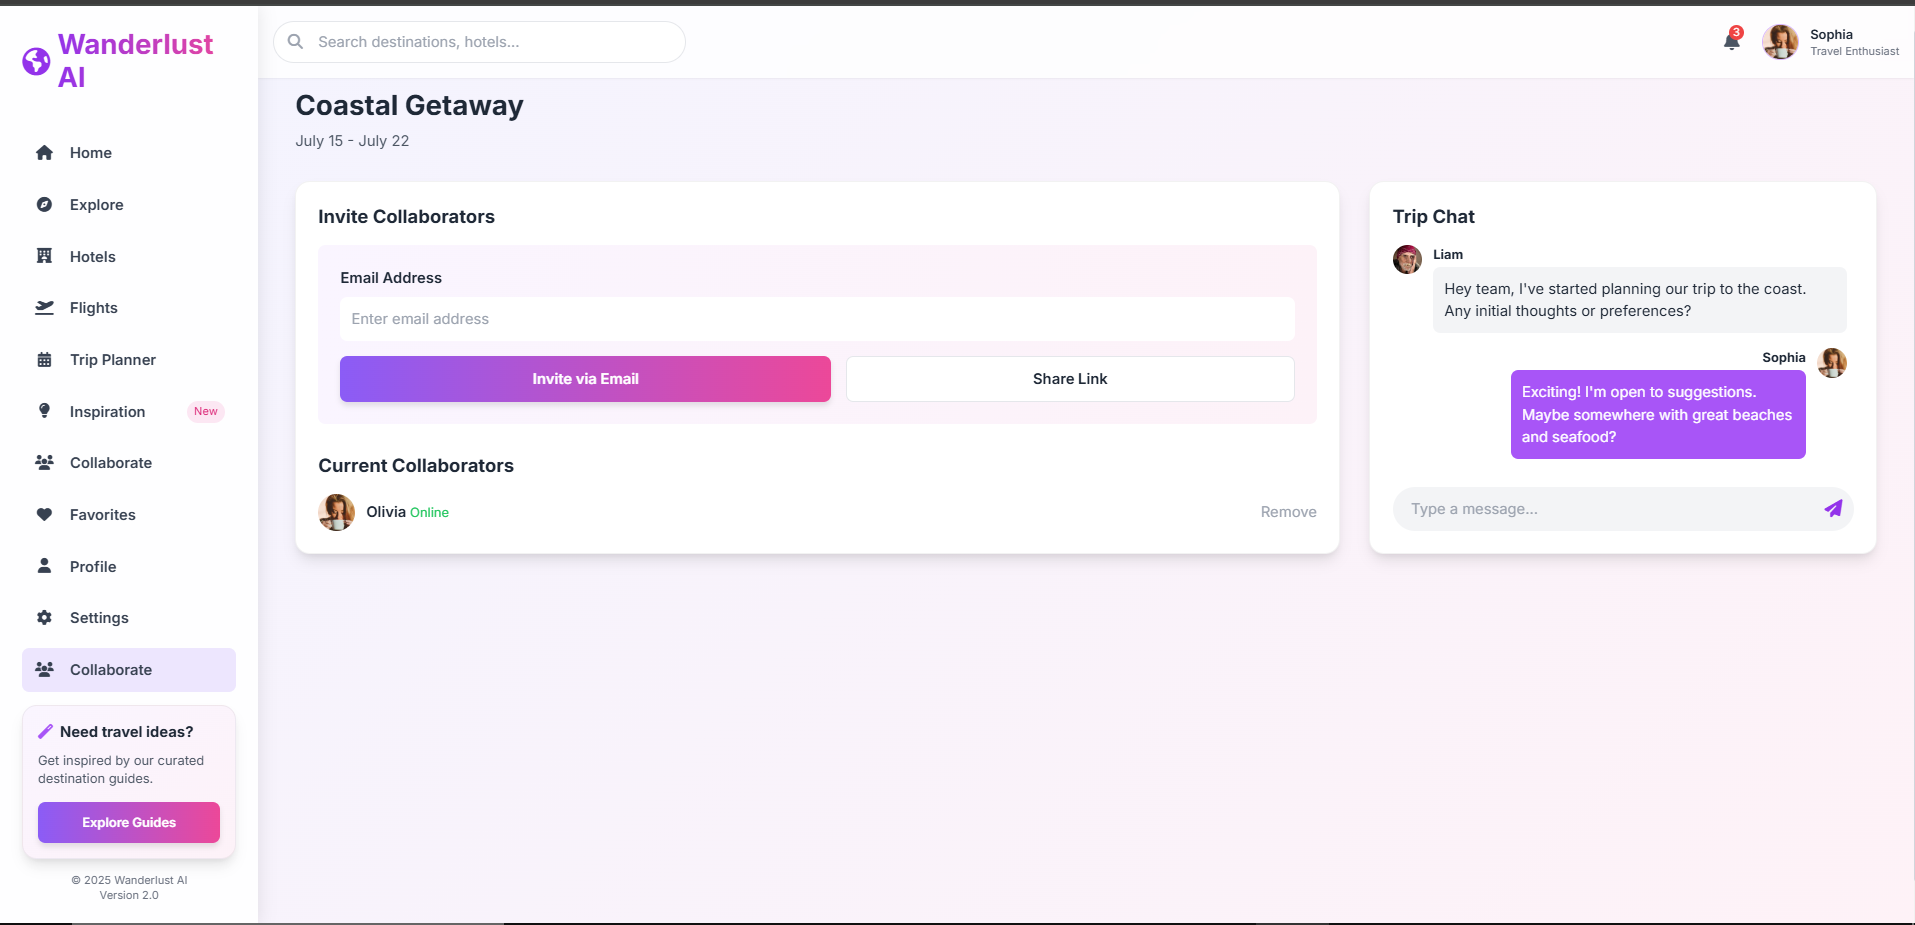 Wanderlust
AI
Home
Explore
Hotels
Flights
Trip Planner
Inspiration New
Collaborate
Favorites
Profile
Settings
Collaborate
Need travel ideas?
Get inspired by our curated
destination guides.
Explore Guides
© 2025 Wanderlust AI
Version 2.0
Search destinations, hotels...
3
Sophia
Travel Enthusiast
Coastal Getaway
July 15 - July 22
Invite Collaborators
Email Address
Enter email address
Invite via Email
Share Link
Current Collaborators
Olivia Online
Remove
Trip Chat
Liam
Hey team, I've started planning our trip to the coast.
Any initial thoughts or preferences?
Sophia
Exciting! I'm open to suggestions.
Maybe somewhere with great beaches
and seafood?
Type a message...